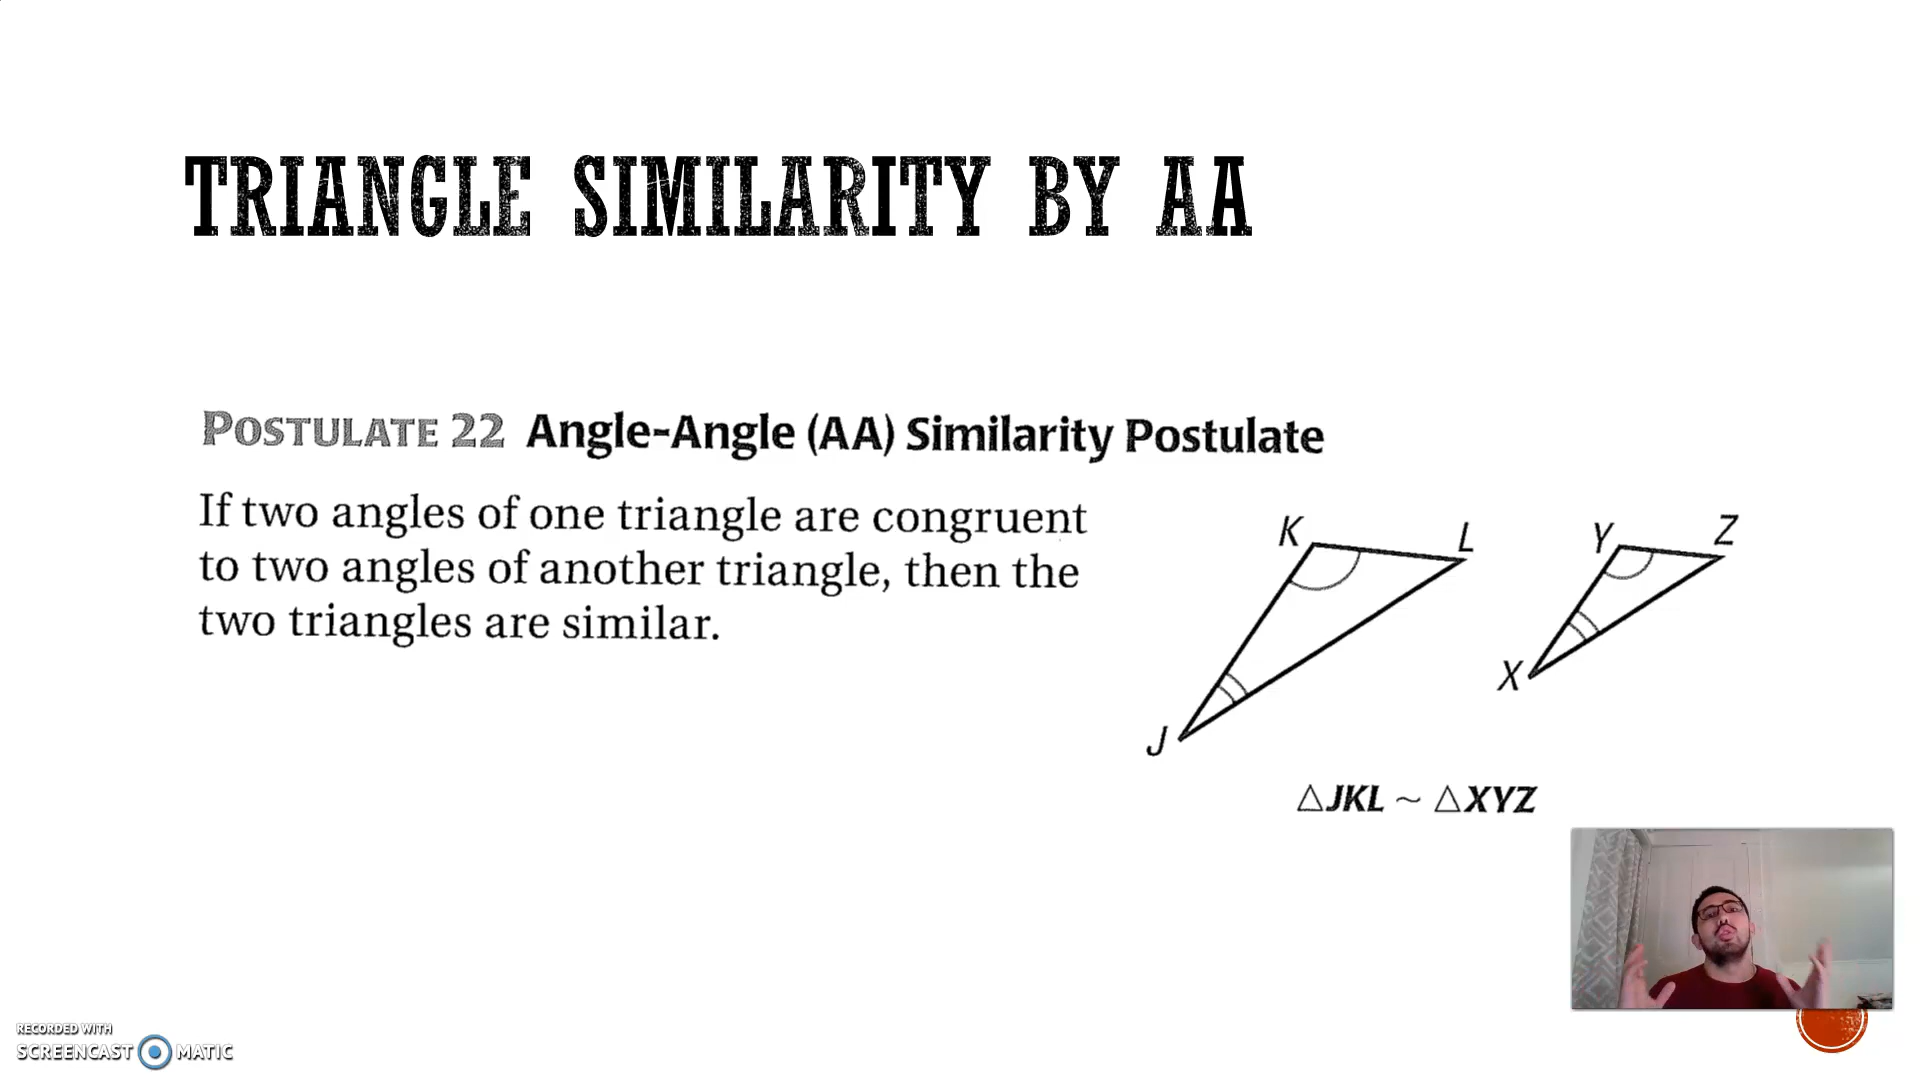 TRIANGLE SIMILARITY BY AA
POSTULATE 22 Angle-Angle (AA) Similarity Postulate
If two angles of one triangle are congruent
to two angles of another triangle, then the
two triangles are similar.
K L Y Z
X
J
△JKL ~ △XYZ
RECORDED WITH
SCREENCAST MATIC